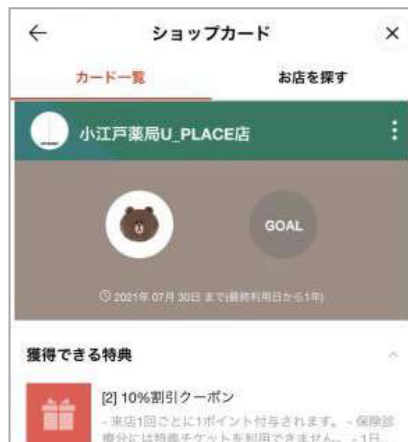 ショップカード
カード一覧
お店を探す
小江戸薬局U_PLACE店
GOAL
2021年 07月 30日 まで(最終利用日から1年)
獲得できる特典
[2] 10%割引クーポン
- 来店1回ごとに1ポイント付与されます。 - 保険診
療分には特典チケットを利用できません。 - 1日...